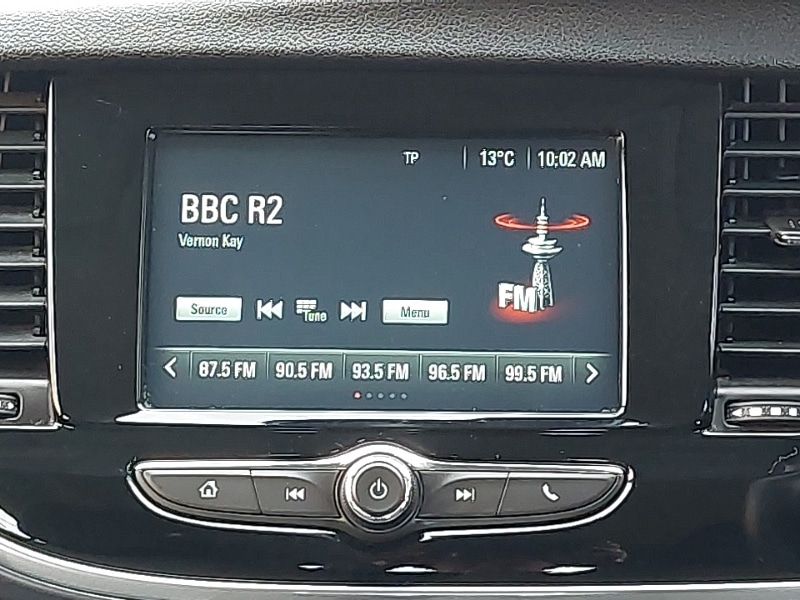 TP 13°C 10:02 AM
BBC R2
Vernon Kay
FM
Source Tune Menu
87.5 FM 90.5 FM 93.5 FM 96.5 FM 99.5 FM